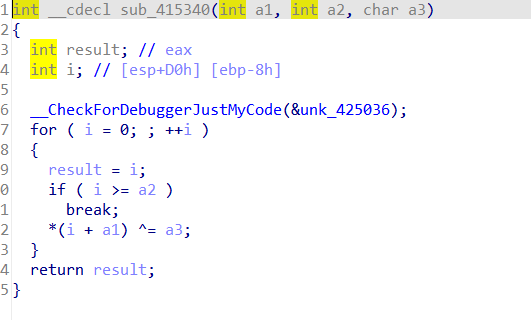 1 int __cdecl sub_415340(int a1, int a2, char a3)
2 {
3   int result; // eax
4   int i; // [esp+D0h] [ebp-8h]
5
6   __CheckForDebuggerJustMyCode(&unk_425036);
7   for ( i = 0; ; ++i )
8   {
9     result = i;
0     if ( i >= a2 )
1       break;
2     *(i + a1) ^= a3;
3   }
4   return result;
5 }